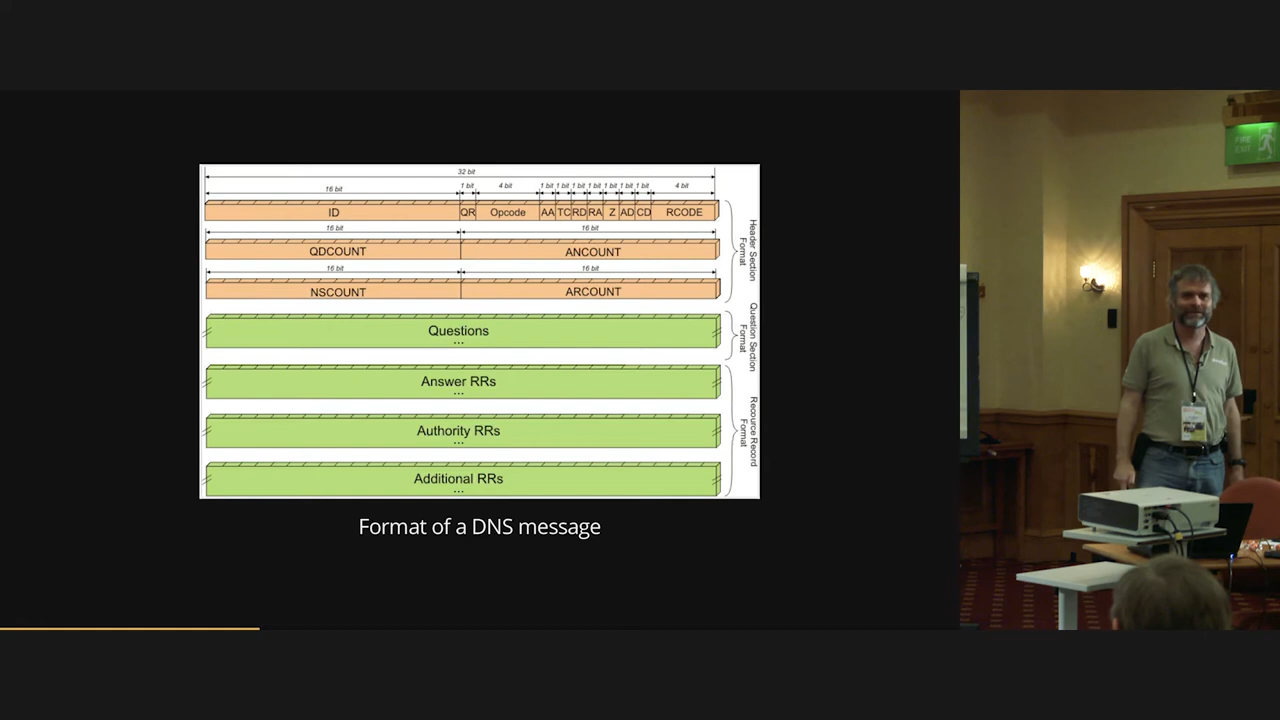 32 bit
16 bit 1 bit 4 bit 1 bit 1 bit 1 bit 1 bit 1 bit 1 bit 1 bit 4 bit
ID QR Opcode AA TC RD RA Z AD CD RCODE
16 bit 16 bit
QDCOUNT ANCOUNT
16 bit 16 bit
NSCOUNT ARCOUNT
Header Section
Format
Questions
...
Question Section
Format
Answer RRs
...
Authority RRs
...
Additional RRs
...
Recource Record
Format
Format of a DNS message
FIRE
EXIT